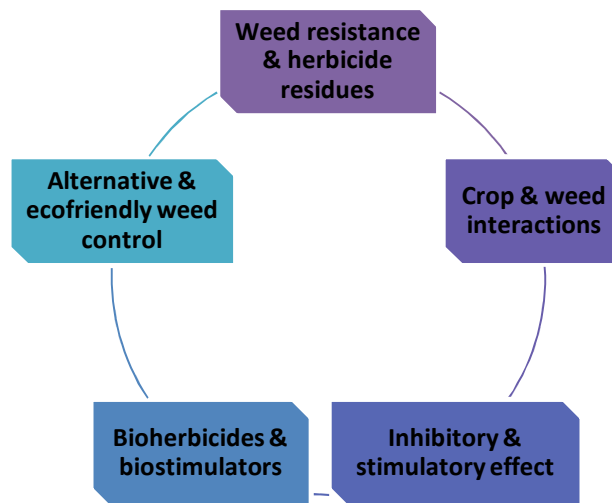 Weed resistance
& herbicide
residues
Crop & weed
interactions
Inhibitory &
stimulatory effect
Bioherbicides &
biostimulators
Alternative &
ecofriendly weed
control